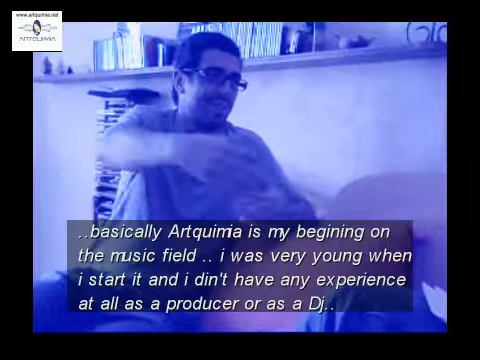 www.artquimia.net
ARTQUIMIA
..basically Artquimia is my begining on
the music field .. i was very young when
i start it and i din't have any experience
at all as a producer or as a Dj..